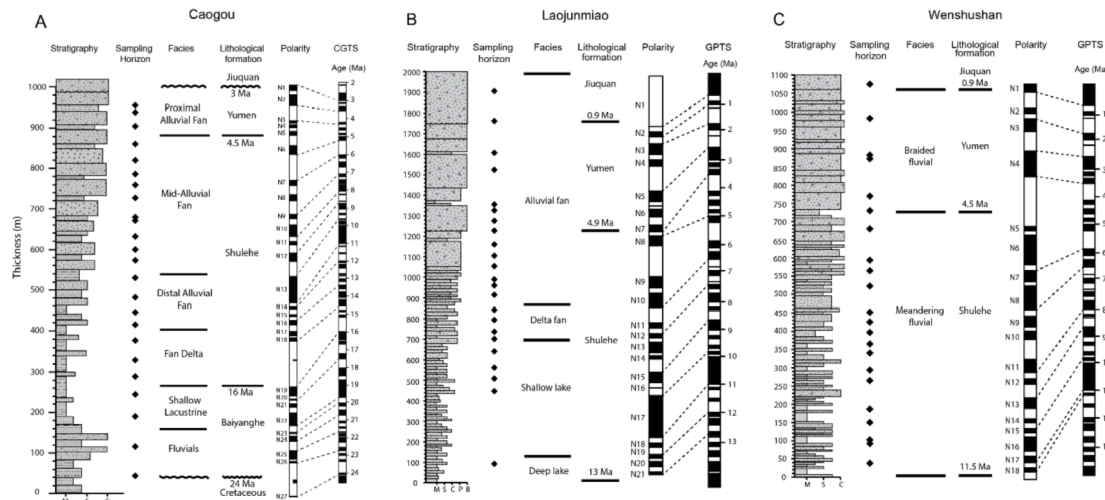 A
Caogou
Stratigraphy
Sampling
Horizon
Facies
Lithological
formation
Polarity
CGTS
Age (Ma)
Thickness (m)
1000
900
800
700
600
500
400
300
200
100
0
Proximal
Alluvial Fan
Mid-Alluvial
Fan
Distal Alluvial
Fan
Fan Delta
Shallow
Lacustrine
Fluvials
Jiuquan
3 Ma
Yumen
4.5 Ma
Shulehe
16 Ma
Baiyanghe
24 Ma
Cretaceous
N1
N2
N3
N4
N5
N6
N7
N8
N9
N10
N11
N12
N13
N14
N15
N16
N17
N18
N19
N20
N21
N22
N23
N24
N25
N26
N27
2
3
4
5
6
7
8
9
10
11
12
13
14
15
16
17
18
19
20
21
22
23
24
B
Laojunmiao
Stratigraphy
Sampling
horizon
Facies
Lithological
formation
Polarity
GPTS
Age (Ma)
2000
1900
1800
1700
1600
1500
1400
1300
1200
1100
1000
900
800
700
600
500
400
300
200
100
0
M S C P B
Alluvial fan
Delta fan
Shallow lake
Deep lake
Jiuquan
0.9 Ma
Yumen
4.9 Ma
Shulehe
13 Ma
N1
N2
N3
N4
N5
N6
N7
N8
N9
N10
N11
N12
N13
N14
N15
N16
N17
N18
N19
N20
N21
1
2
3
4
5
6
7
8
9
10
11
12
13
C
Wenshushan
Stratigraphy
Sampling
horizon
Facies
Lithological
formation
Polarity
GPTS
Age (Ma)
1100
1050
1000
950
900
850
800
750
700
650
600
550
500
450
400
350
300
250
200
150
100
50
0
M S C
Braided
fluvial
Meandering
fluvial
Jiuquan
0.9 Ma
Yumen
4.5 Ma
Shulehe
11.5 Ma
N1
N2
N3
N4
N5
N6
N7
N8
N9
N10
N11
N12
N13
N14
N15
N16
N17
N18